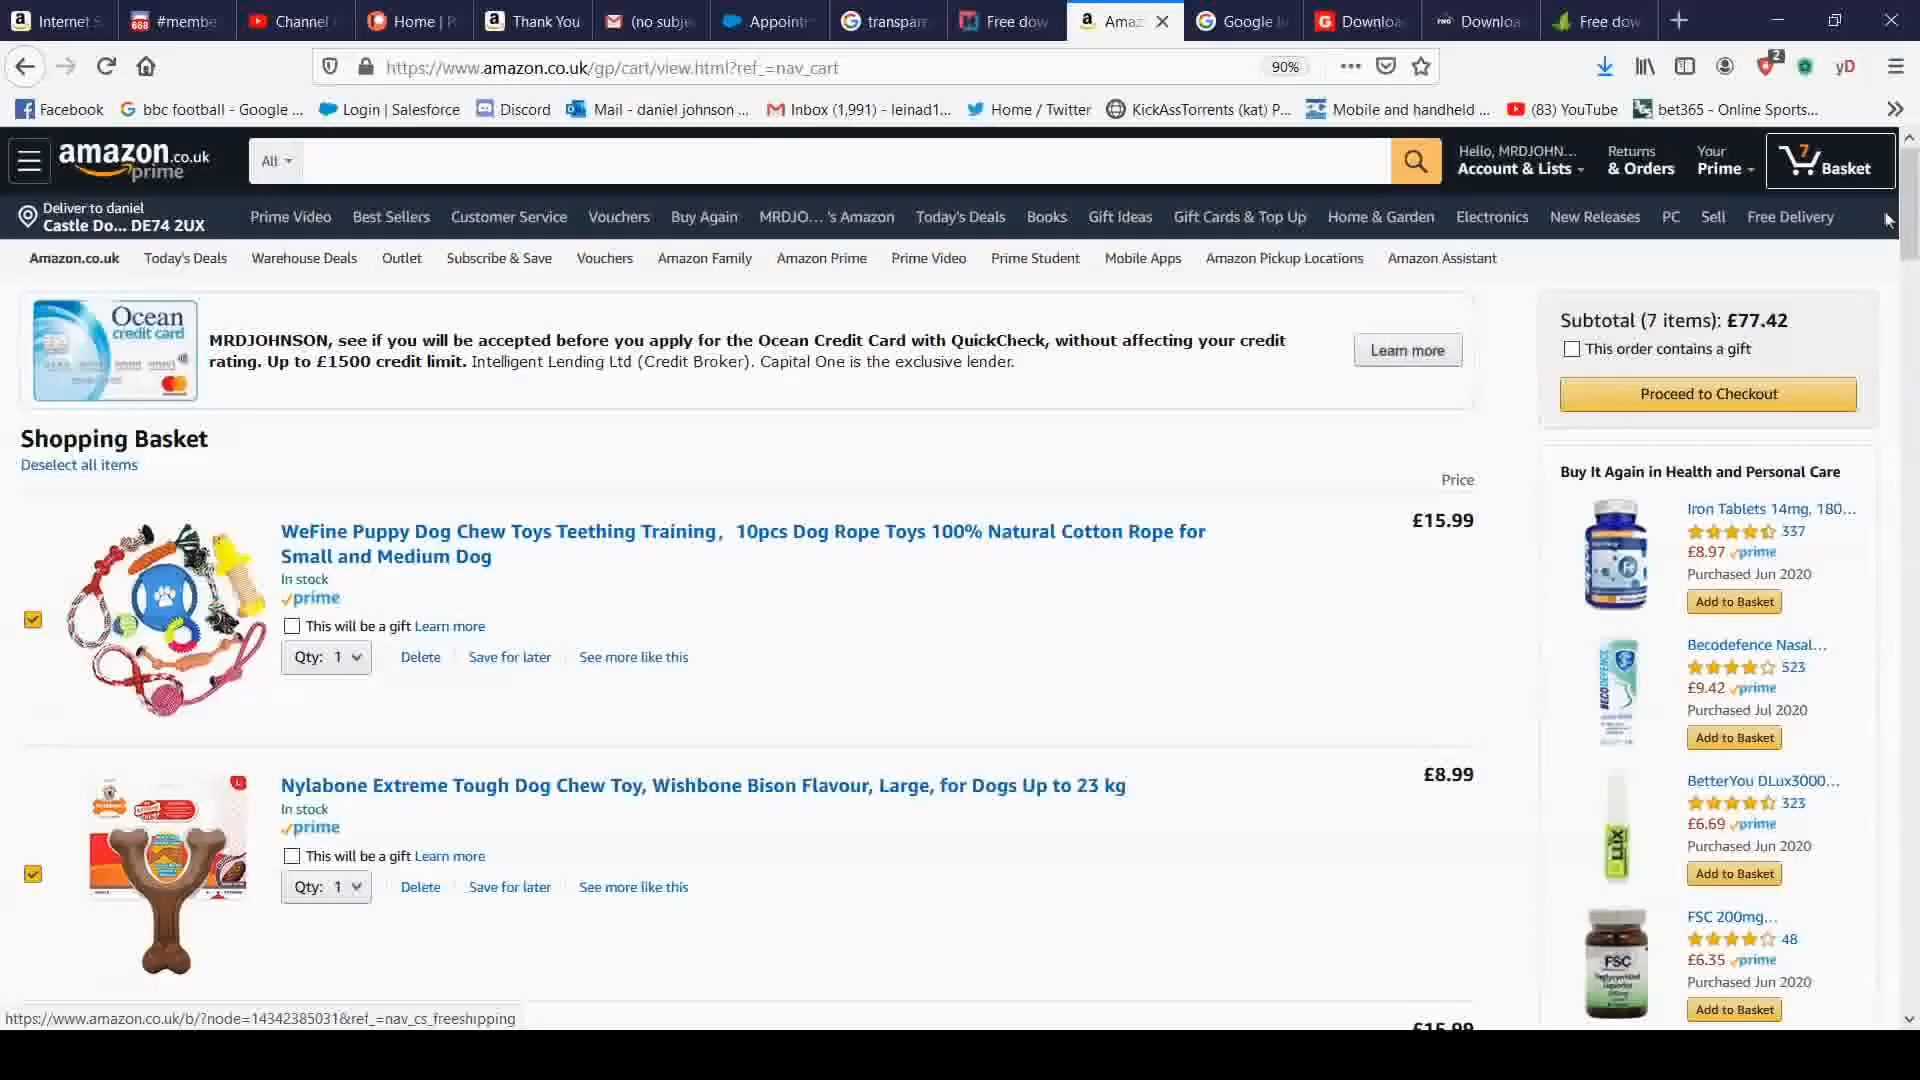 Internet S
#membe
Channel
Home | P
Thank You
(no subje
Appointm
transpar
Free dow
Amaz
Google I
Downloa
Downloa
Free dow
https://www.amazon.co.uk/gp/cart/view.html?ref_=nav_cart
90%
2
yD
Facebook
bbc football - Google ...
Login | Salesforce
Discord
Mail - daniel johnson ...
Inbox (1,991) - leinad1...
Home / Twitter
KickAssTorrents (kat) P...
Mobile and handheld ...
(83) YouTube
bet365 - Online Sports...
amazon.co.uk
prime
All
Hello, MRDJOHN...
Account & Lists
Returns
& Orders
Your
Prime
7
Basket
Deliver to daniel
Castle Do... DE74 2UX
Prime Video
Best Sellers
Customer Service
Vouchers
Buy Again
MRDJO... 's Amazon
Today's Deals
Books
Gift Ideas
Gift Cards & Top Up
Home & Garden
Electronics
New Releases
PC
Sell
Free Delivery
Amazon.co.uk
Today's Deals
Warehouse Deals
Outlet
Subscribe & Save
Vouchers
Amazon Family
Amazon Prime
Prime Video
Prime Student
Mobile Apps
Amazon Pickup Locations
Amazon Assistant
Ocean
credit card
MRDJOHNSON, see if you will be accepted before you apply for the Ocean Credit Card with QuickCheck, without affecting your credit
rating. Up to £1500 credit limit. Intelligent Lending Ltd (Credit Broker). Capital One is the exclusive lender.
Learn more
Subtotal (7 items): £77.42
This order contains a gift
Proceed to Checkout
Shopping Basket
Deselect all items
Price
WeFine Puppy Dog Chew Toys Teething Training，10pcs Dog Rope Toys 100% Natural Cotton Rope for
Small and Medium Dog
In stock
prime
This will be a gift Learn more
Qty: 1
Delete
Save for later
See more like this
£15.99
Nylabone Extreme Tough Dog Chew Toy, Wishbone Bison Flavour, Large, for Dogs Up to 23 kg
In stock
prime
This will be a gift Learn more
Qty: 1
Delete
Save for later
See more like this
£8.99
£15.99
Buy It Again in Health and Personal Care
Iron Tablets 14mg, 180...
337
£8.97 prime
Purchased Jun 2020
Add to Basket
Becodefence Nasal...
523
£9.42 prime
Purchased Jul 2020
Add to Basket
BetterYou DLux3000...
323
£6.69 prime
Purchased Jun 2020
Add to Basket
FSC 200mg...
48
£6.35 prime
Purchased Jun 2020
Add to Basket
Fe
BECODEFENCE
LUX
FSC
https://www.amazon.co.uk/b/?node=14342385031&ref_=nav_cs_freeshipping